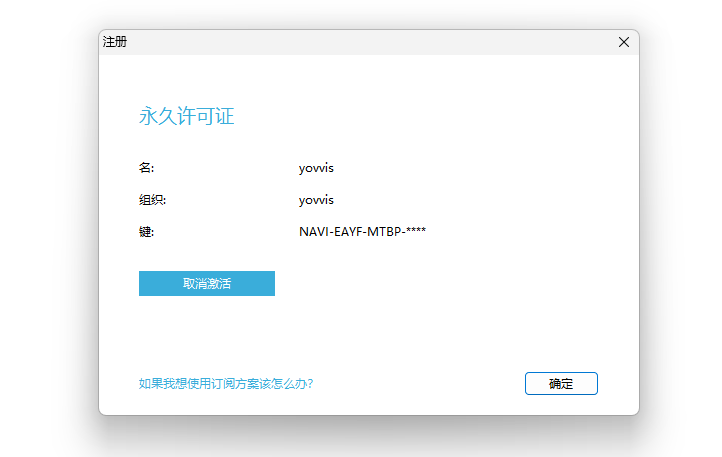 注册
永久许可证
名: yovvis
组织: yovvis
键: NAVI-EAYF-MTBP-****
取消激活
如果我想使用订阅方案该怎么办?
确定